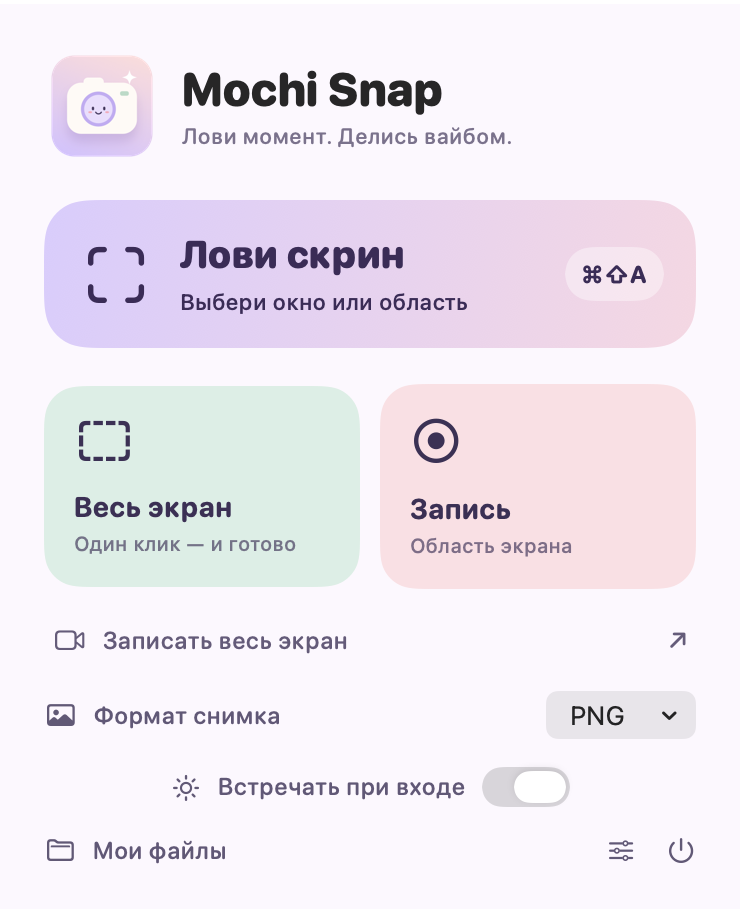 Mochi Snap
Лови момент. Делись вайбом.
Лови скрин
Выбери окно или область
⌘⇧A
Весь экран
Один клик — и готово
Запись
Область экрана
Записать весь экран
Формат снимка
PNG
Встречать при входе
Мои файлы